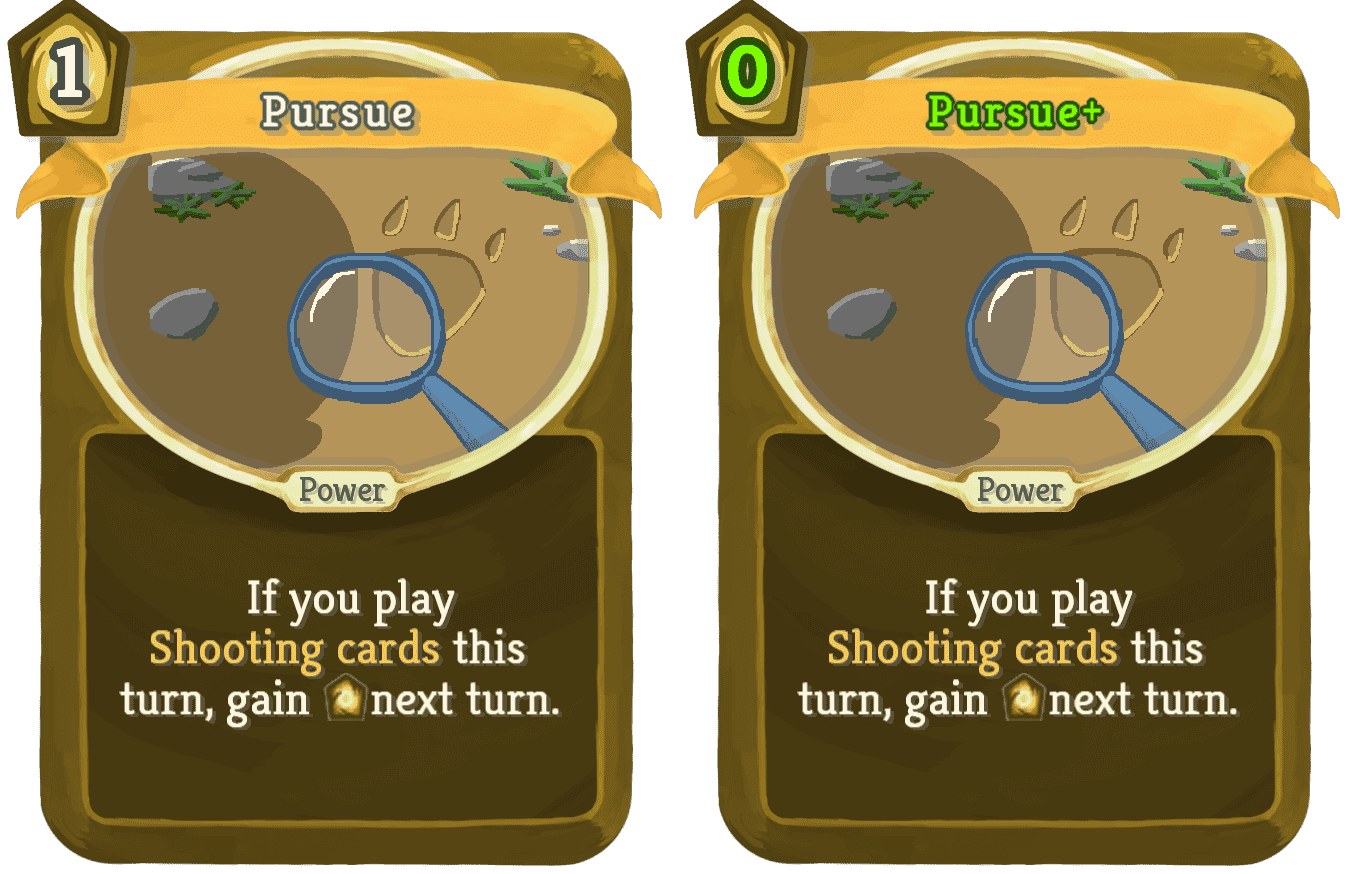 1
Pursue
Power
If you play
Shooting cards this
turn, gain next turn.
0
Pursue+
Power
If you play
Shooting cards this
turn, gain next turn.